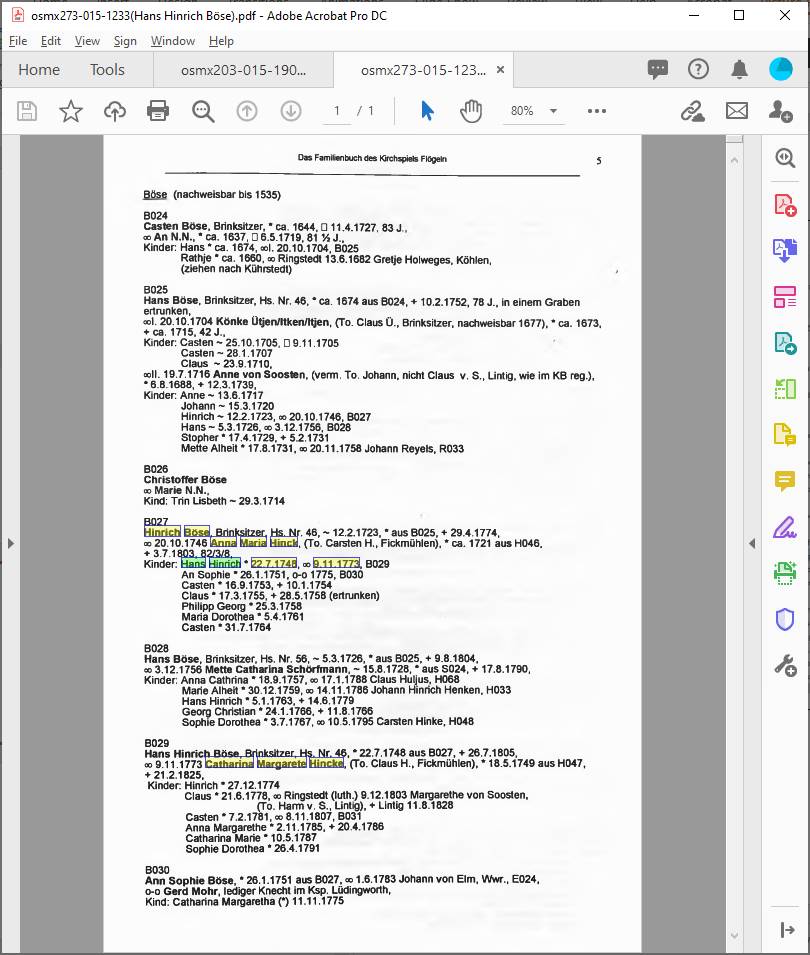 osmx273-015-1233(Hans Hinrich Böse).pdf - Adobe Acrobat Pro DC
File Edit View Sign Window Help
Home Tools osmx203-015-190... osmx273-015-123... ×
1 / 1 80%
Das Familienbuch des Kirchspiels Flögeln 5
Böse (nachweisbar bis 1535)
B024
Casten Böse, Brinksitzer, * ca. 1644, □ 11.4.1727, 83 J.,
∞ An N.N., * ca. 1637, □ 6.5.1719, 81 ½ J.,
Kinder: Hans * ca. 1674, ∞I. 20.10.1704, B025
Rathje * ca. 1660, ∞ Ringstedt 13.6.1682 Gretje Holweges, Köhlen,
(ziehen nach Kührstedt)
B025
Hans Böse, Brinksitzer, Hs. Nr. 46, * ca. 1674 aus B024, + 10.2.1752, 78 J., in einem Graben
ertrunken,
∞I. 20.10.1704 Könke Ütjen/Itken/Itjen, (To. Claus Ü., Brinksitzer, nachweisbar 1677), * ca. 1673,
+ ca. 1715, 42 J.,
Kinder: Casten ~ 25.10.1705, □ 9.11.1705
Casten ~ 28.1.1707
Claus ~ 23.9.1710,
∞II. 19.7.1716 Anne von Soosten, (verm. To. Johann, nicht Claus v. S., Lintig, wie im KB reg.),
* 6.8.1688, + 12.3.1739,
Kinder: Anne ~ 13.6.1717
Johann ~ 15.3.1720
Hinrich ~ 12.2.1723, ∞ 20.10.1746, B027
Hans ~ 5.3.1726, ∞ 3.12.1756, B028
Stopher * 17.4.1729, + 5.2.1731
Mette Alheit * 17.8.1731, ∞ 20.11.1758 Johann Reyels, R033
B026
Christoffer Böse
∞ Marie N.N.,
Kind: Trin Lisbeth ~ 29.3.1714
B027
Hinrich Böse, Brinksitzer, Hs. Nr. 46, ~ 12.2.1723, * aus B025, + 29.4.1774,
∞ 20.10.1746 Anna Maria Hinck, (To. Carsten H., Fickmühlen), * ca. 1721 aus H046,
+ 3.7.1803, 82/3/8,
Kinder: Hans Hinrich * 22.7.1748, ∞ 9.11.1773, B029
An Sophie * 26.1.1751, o-o 1775, B030
Casten * 16.9.1753, + 10.1.1754
Claus * 17.3.1755, + 28.5.1758 (ertrunken)
Philipp Georg * 25.3.1758
Maria Dorothea * 5.4.1761
Casten * 31.7.1764
B028
Hans Böse, Brinksitzer, Hs. Nr. 56, ~ 5.3.1726, * aus B025, + 9.8.1804,
∞ 3.12.1756 Mette Catharina Schörfmann, ~ 15.8.1728, * aus S024, + 17.8.1790,
Kinder: Anna Cathrina * 18.9.1757, ∞ 17.1.1788 Claus Huljus, H068
Marie Alheit * 30.12.1759, ∞ 14.11.1786 Johann Hinrich Henken, H033
Hans Hinrich * 5.1.1763, + 14.6.1779
Georg Christian * 24.1.1766, + 11.8.1766
Sophie Dorothea * 3.7.1767, ∞ 10.5.1795 Carsten Hinke, H048
B029
Hans Hinrich Böse, Brinksitzer, Hs. Nr. 46, * 22.7.1748 aus B027, + 26.7.1805,
∞ 9.11.1773 Catharina Margarete Hincke, (To. Claus H., Fickmühlen), * 18.5.1749 aus H047,
+ 21.2.1825,
Kinder: Hinrich * 27.12.1774
Claus * 21.6.1778, ∞ Ringstedt (luth.) 9.12.1803 Margarethe von Soosten,
(To. Harm v. S., Lintig), + Lintig 11.8.1828
Casten * 7.2.1781, ∞ 8.11.1807, B031
Anna Margarethe * 2.11.1785, + 20.4.1786
Catharina Marie * 10.5.1787
Sophie Dorothea * 26.4.1791
B030
Ann Sophie Böse, * 26.1.1751 aus B027, ∞ 1.6.1783 Johann von Elm, Wwr., E024,
o-o Gerd Mohr, lediger Knecht im Ksp. Lüdingworth,
Kind: Catharina Margaretha (*) 11.11.1775